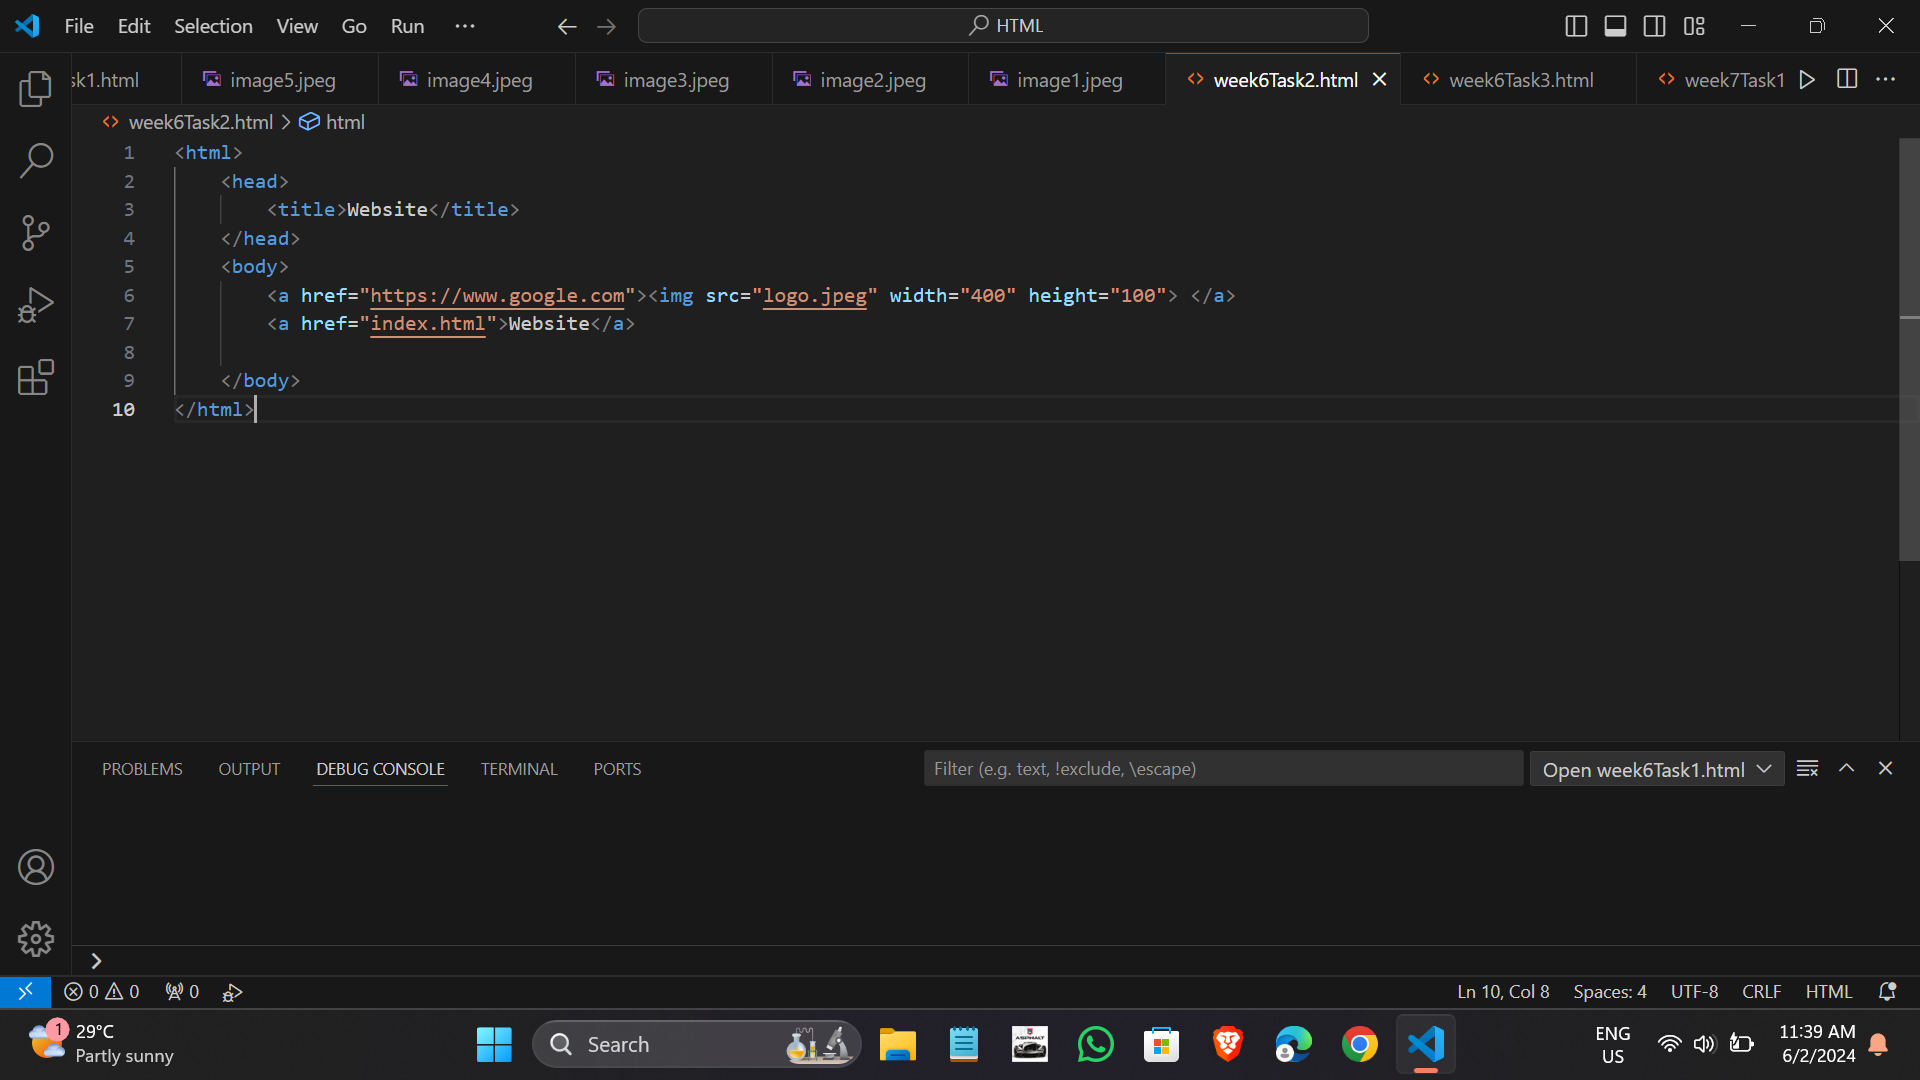 File Edit Selection View Go Run ··· HTML
sk1.html image5.jpeg image4.jpeg image3.jpeg image2.jpeg image1.jpeg week6Task2.html week6Task3.html week7Task1 ···
week6Task2.html > html
1 <html>
2 <head>
3 <title>Website</title>
4 </head>
5 <body>
6 <a href="https://www.google.com"><img src="logo.jpeg" width="400" height="100"> </a>
7 <a href="index.html">Website</a>
8
9 </body>
10 </html>
PROBLEMS OUTPUT DEBUG CONSOLE TERMINAL PORTS Filter (e.g. text, !exclude, \escape) Open week6Task1.html
>
0 0 0 Ln 10, Col 8 Spaces: 4 UTF-8 CRLF HTML
1 29°C
Partly sunny
Search
ASPHALT
ENG
US
11:39 AM
6/2/2024